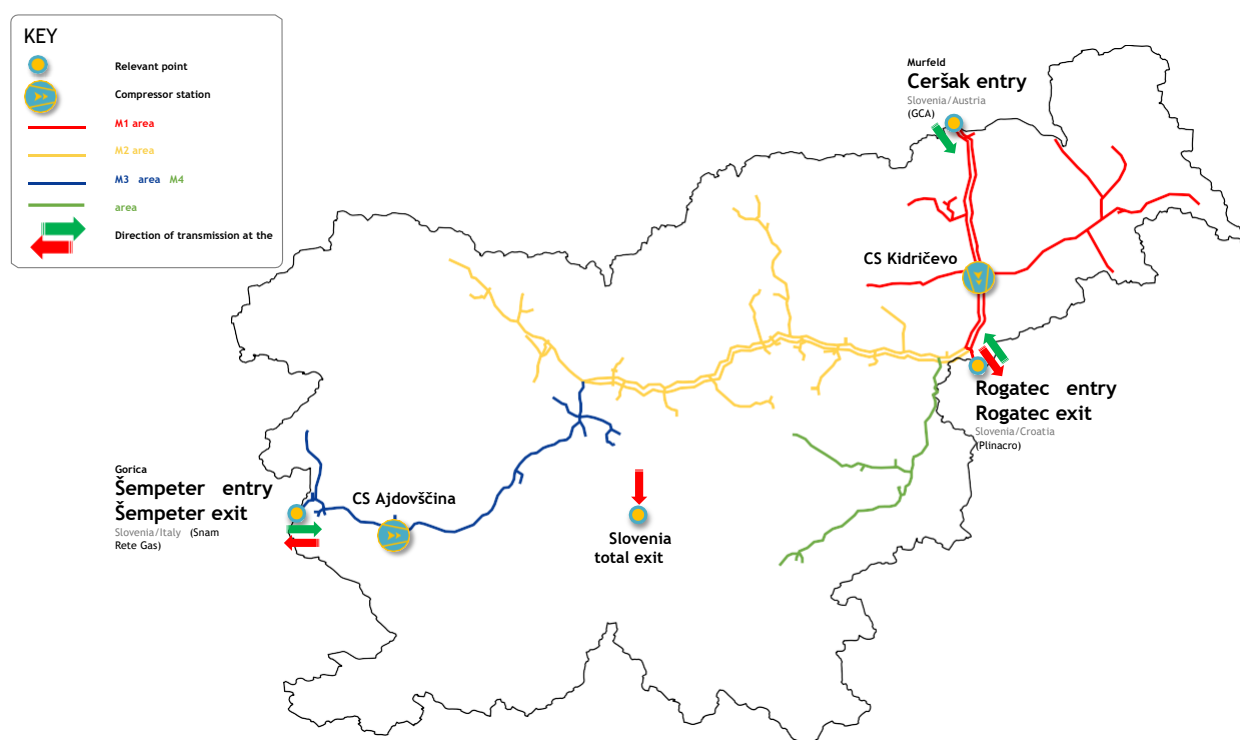 KEY
Relevant point
Compressor station
M1 area
M2 area
M3 area M4
area
Direction of transmission at the
Murfeld
Ceršak entry
Slovenia/Austria
(GCA)
CS Kidričevo
Rogatec entry
Rogatec exit
Slovenia/Croatia
(Plinacro)
Gorica
Šempeter entry
Šempeter exit
Slovenia/Italy (Snam
Rete Gas)
CS Ajdovščina
Slovenia
total exit